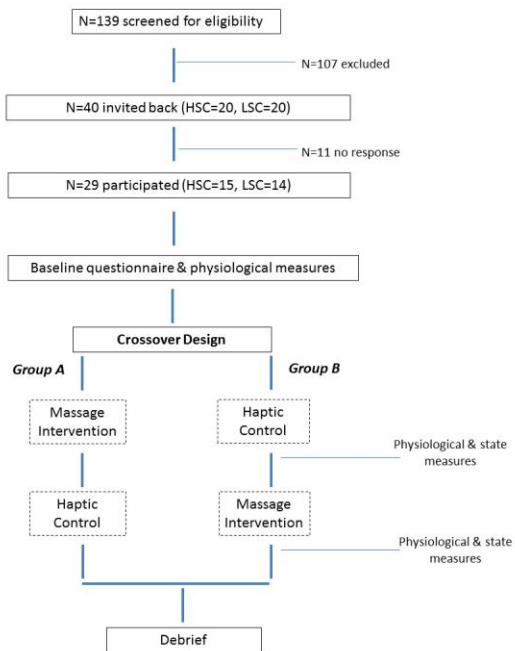 N=139 screened for eligibility
N=107 excluded
N=40 invited back (HSC=20, LSC=20)
N=11 no response
N=29 participated (HSC=15, LSC=14)
Baseline questionnaire & physiological measures
Crossover Design
Group A
Group B
Massage
Intervention
Haptic
Control
Physiological & state
measures
Haptic
Control
Massage
Intervention
Physiological & state
measures
Debrief